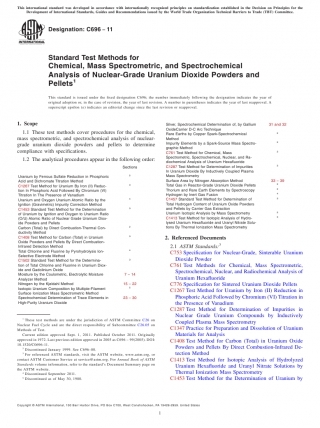 This international standard was developed in accordance with internationally recognized principles on standardization established in the Decision on Principles for the
Development of International Standards, Guides and Recommendations issued by the World Trade Organization Technical Barriers to Trade (TBT) Committee.
Designation: C696 − 11
INTERNATIONAL
Standard Test Methods for
Chemical, Mass Spectrometric, and Spectrochemical
Analysis of Nuclear-Grade Uranium Dioxide Powders and
Pellets¹
This standard is issued under the fixed designation C696; the number immediately following the designation indicates the year of
original adoption or, in the case of revision, the year of last revision. A number in parentheses indicates the year of last reapproval. A
superscript epsilon (ε) indicates an editorial change since the last revision or reapproval.
1. Scope
1.1 These test methods cover procedures for the chemical,
mass spectrometric, and spectrochemical analysis of nuclear-
grade uranium dioxide powders and pellets to determine
compliance with specifications.
1.2 The analytical procedures appear in the following order:
Sections
Uranium by Ferrous Sulfate Reduction in Phosphoric
Acid and Dichromate Titration Method
C1267 Test Method for Uranium By Iron (II) Reduc-
tion In Phosphoric Acid Followed By Chromium (VI)
Titration In The Presence of Vanadium
Uranium and Oxygen Uranium Atomic Ratio by the
Ignition (Gravimetric) Impurity Correction Method
C1453 Standard Test Method for the Determination
of Uranium by Ignition and Oxygen to Uranium Ratio
(O/U) Atomic Ratio of Nuclear Grade Uranium Diox-
ide Powders and Pellets
Carbon (Total) by Direct Combustion-Thermal Con-
ductivity Method
C1408 Test Method for Carbon (Total) in Uranium
Oxide Powders and Pellets By Direct Combustion-
Infrared Detection Method
Total Chlorine and Fluorine by Pyrohydrolysis Ion-
Selective Electrode Method
C1502 Standard Test Method for the Determina-
tion of Total Chlorine and Fluorine in Uranium Diox-
ide and Gadolinium Oxide
Moisture by the Coulometric, Electrolytic Moisture 7 – 14
Analyzer Method
Nitrogen by the Kjeldahl Method 15 – 22
Isotopic Uranium Composition by Multiple-Filament
Surface Ionization Mass Spectrometric Method
Spectrochemical Determination of Trace Elements in 23 – 30
High-Purity Uranium Dioxide
Silver, Spectrochemical Determination of, by Gallium 31 and 32
Oxide Carrier D-C Arc Technique
Rare Earths by Copper Spark-Spectrochemical
Method
Impurity Elements by a Spark-Source Mass Spectro-
graphic Method
C761 Test Method for Chemical, Mass
Spectrometric, Spectrochemical, Nuclear, and Ra-
diochemical Analysis of Uranium Hexafluoride
C1287 Test Method for Determination of Impurities
In Uranium Dioxide By Inductively Coupled Plasma
Mass Spectrometry
Surface Area by Nitrogen Absorption Method 33 – 39
Total Gas in Reactor-Grade Uranium Dioxide Pellets
Thorium and Rare Earth Elements by Spectroscopy
Hydrogen by Inert Gas Fusion
C1457 Standard Test Method for Determination of
Total Hydrogen Content of Uranium Oxide Powders
and Pellets by Carrier Gas Extraction
Uranium Isotopic Analysis by Mass Spectrometry
C1413 Test Method for Isotopic Analysis of Hydro-
lysed Uranium Hexafluoride and Uranyl Nitrate Solu-
tions By Thermal Ionization Mass Spectrometry
2. Referenced Documents
2.1 ASTM Standards:
C753 Specification for Nuclear-Grade, Sinterable Uranium
Dioxide Powder
C761 Test Methods for Chemical, Mass Spectrometric,
Spectrochemical, Nuclear, and Radiochemical Analysis of
Uranium Hexafluoride
C776 Specification for Sintered Uranium Dioxide Pellets
C1267 Test Method for Uranium by Iron (II) Reduction in
Phosphoric Acid Followed by Chromium (VI) Titration in
the Presence of Vanadium
C1287 Test Method for Determination of Impurities in
Nuclear Grade Uranium Compounds by Inductively
Coupled Plasma Mass Spectrometry
C1347 Practice for Preparation and Dissolution of Uranium
Materials for Analysis
C1408 Test Method for Carbon (Total) in Uranium Oxide
Powders and Pellets By Direct Combustion-Infrared De-
tection Method
C1413 Test Method for Isotopic Analysis of Hydrolyzed
Uranium Hexafluoride and Uranyl Nitrate Solutions by
Thermal Ionization Mass Spectrometry
C1453 Test Method for the Determination of Uranium by
¹ These test methods are under the jurisdiction of ASTM Committee C26 on
Nuclear Fuel Cycle and are the direct responsibility of Subcommittee C26.05 on
Methods of Test.
Current edition approved Sept. 1, 2011. Published October 2011. Originally
approved in 1972. Last previous edition approved in 2005 as C696 – 99(2005). DOI:
10.1520/C0696-11.
Discontinued January 1999. See C696–80.
For referenced ASTM standards, visit the ASTM website, www.astm.org, or
contact ASTM Customer Service at service@astm.org. For Annual Book of ASTM
Standards volume information, refer to the standard's Document Summary page on
the ASTM website.
Discontinued September 2011.
Discontinued as of May 30, 1980.
Copyright © ASTM International, 100 Barr Harbor Drive, PO Box C700, West Conshohocken, PA 19428-2959. United States
1